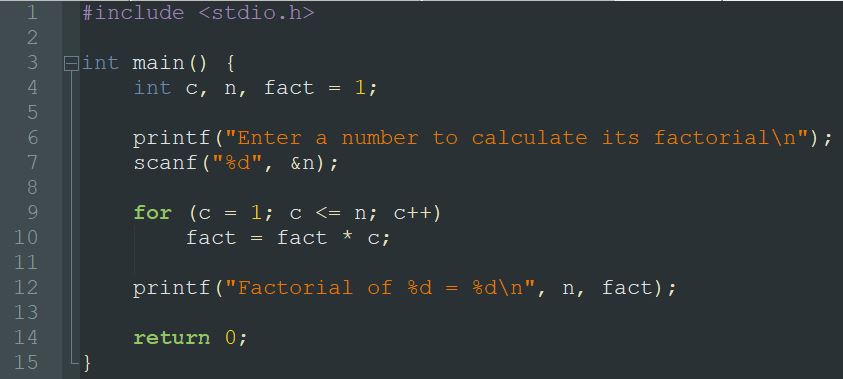 1 #include <stdio.h>
2
3 int main() {
4     int c, n, fact = 1;
5
6     printf("Enter a number to calculate its factorial\n");
7     scanf("%d", &n);
8
9     for (c = 1; c <= n; c++)
10         fact = fact * c;
11
12     printf("Factorial of %d = %d\n", n, fact);
13
14     return 0;
15 }